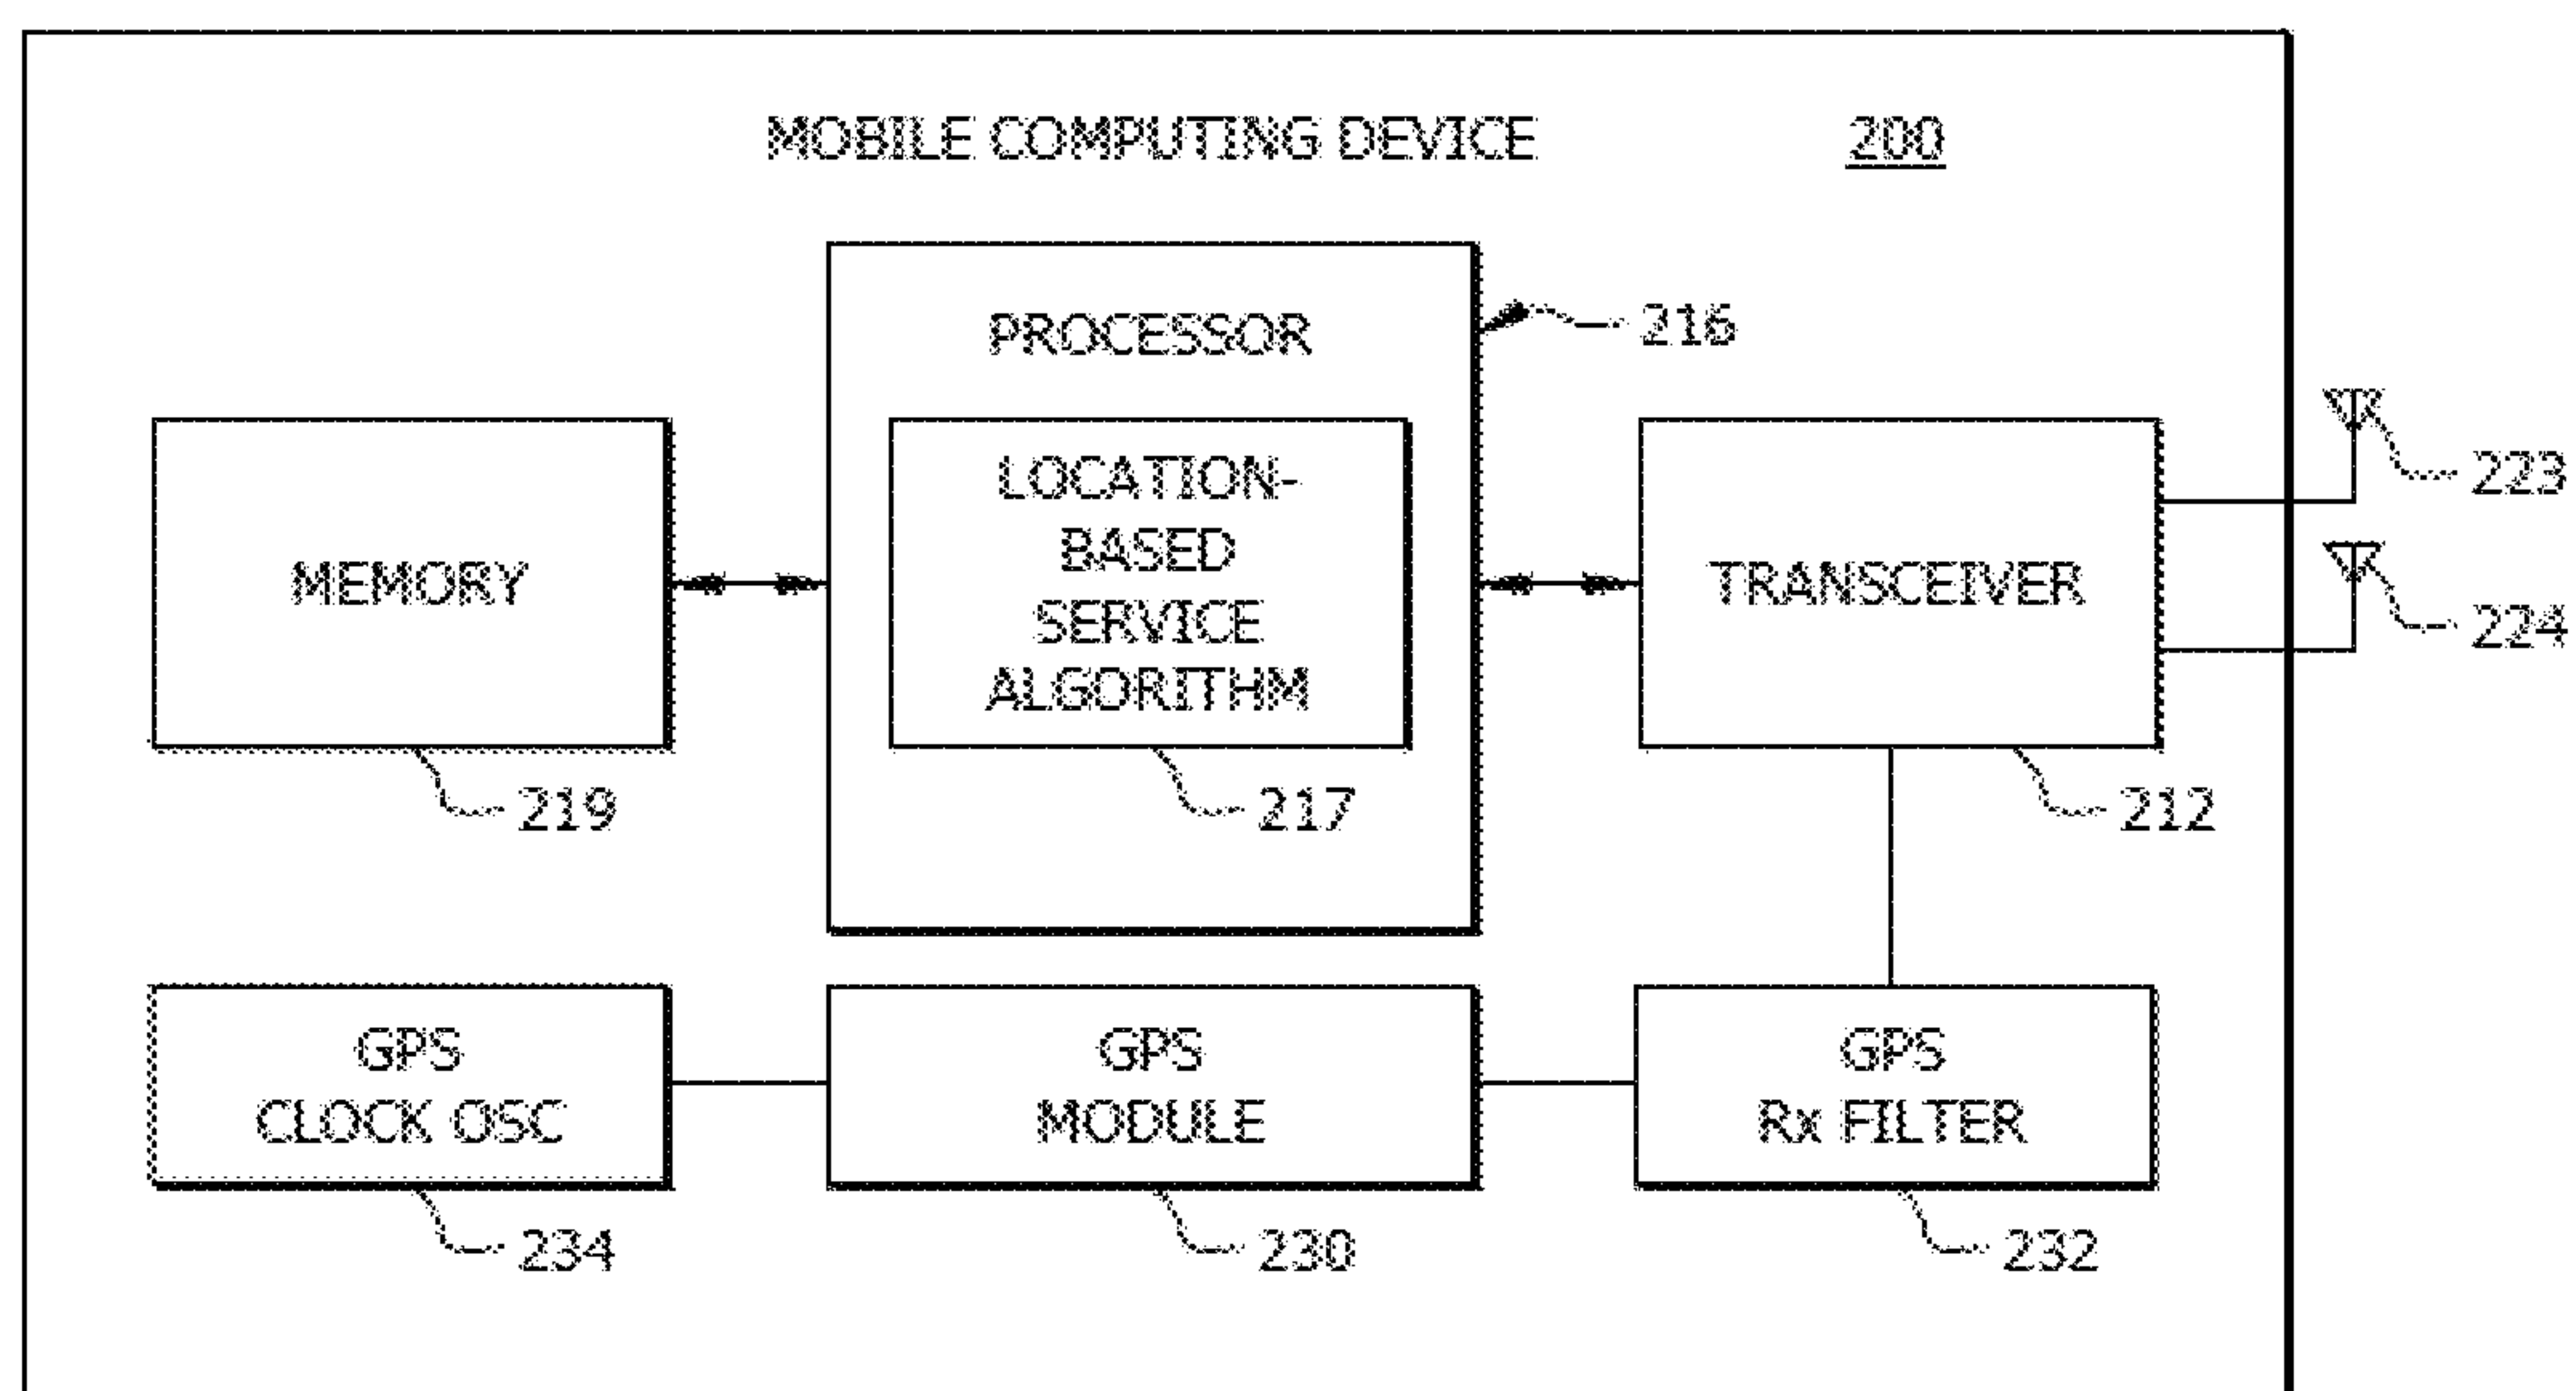 MOBILE COMPUTING DEVICE 200
PROCESSOR
216
LOCATION-
BASED
SERVICE
ALGORITHM
MEMORY
TRANSCEIVER
223
224
219
217
212
GPS
CLOCK OSC
GPS
MODULE
GPS
Rx FILTER
234
230
232